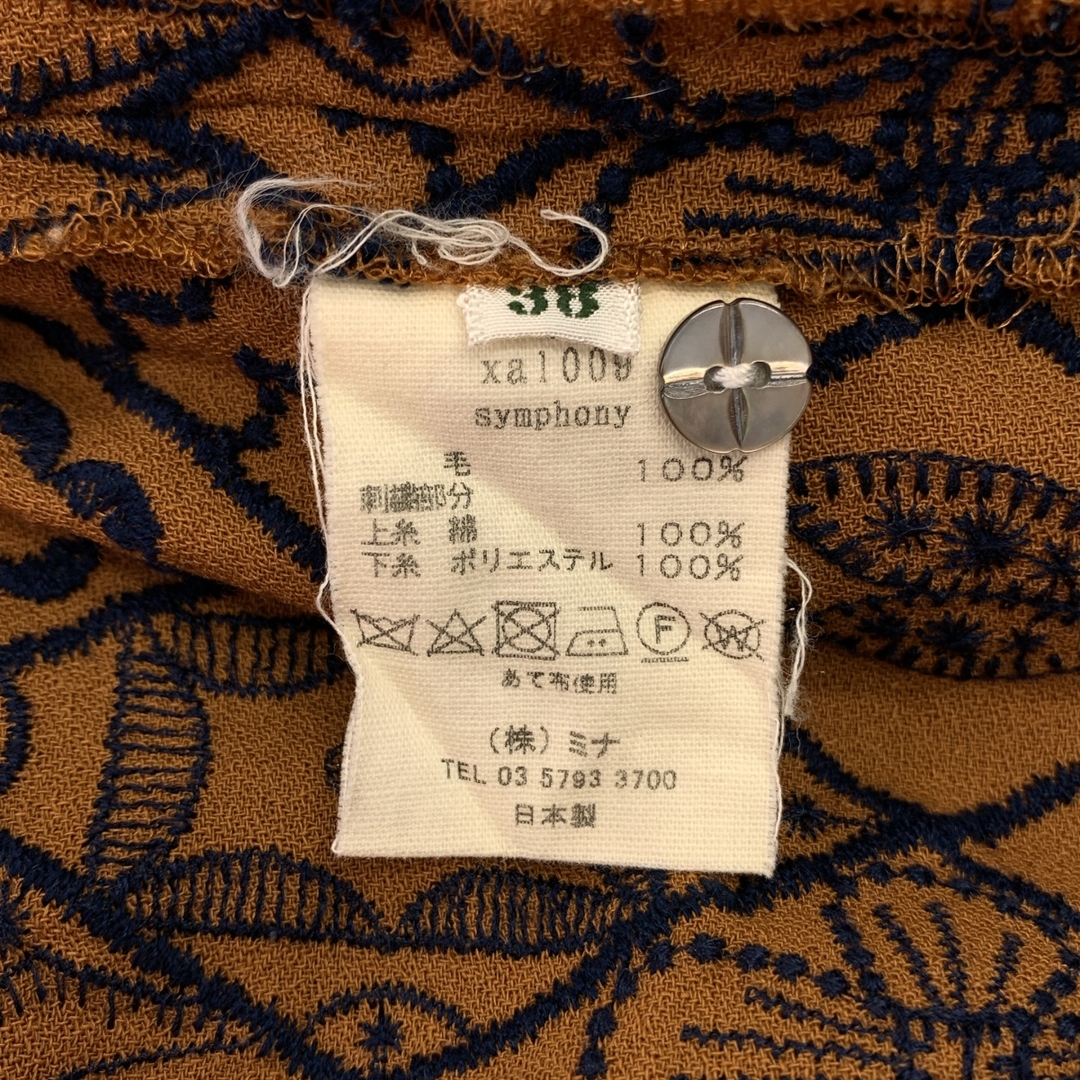 38
xa1009
symphony
毛 100%
刺繍部分
上糸 綿 100%
下糸 ポリエステル 100%
F W
あて布使用
(株)ミナ
TEL 03 5793 3700
日本製